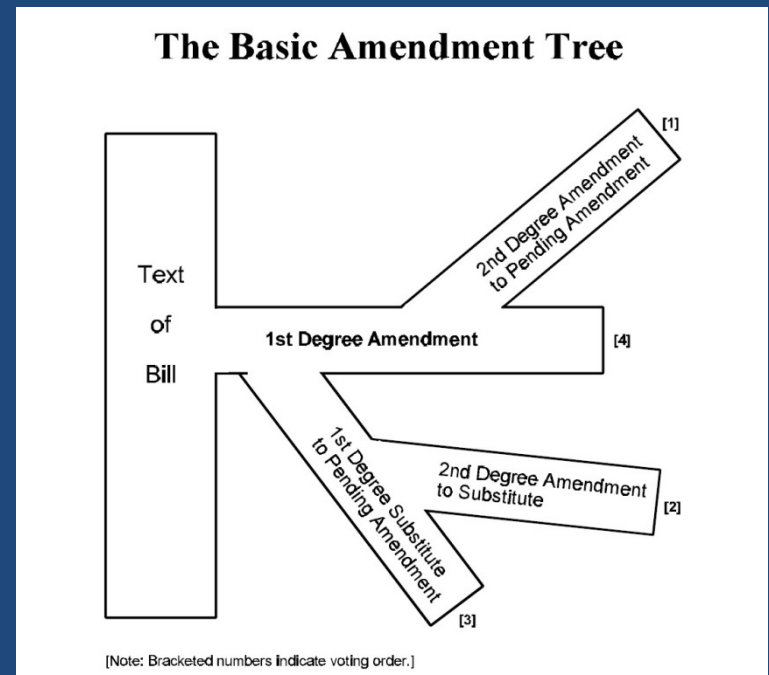 The Basic Amendment Tree
[1]
2nd Degree Amendment
to Pending Amendment
Text
of
Bill
1st Degree Amendment
[4]
1st Degree Substitute
to Pending Amendment
2nd Degree Amendment
to Substitute
[2]
[3]
[Note: Bracketed numbers indicate voting order.]